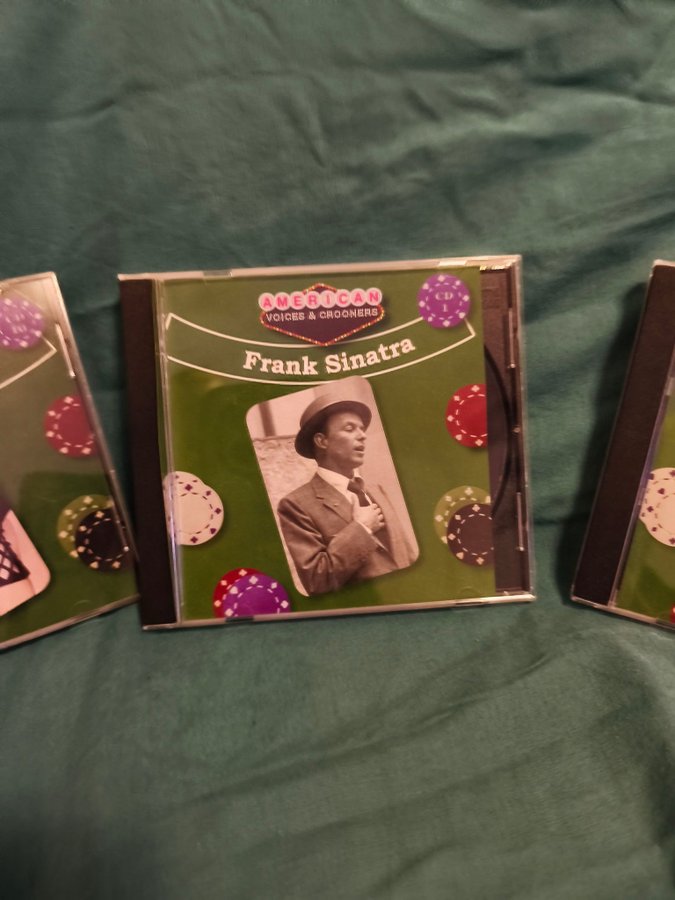 AMERICAN
VOICES & CROONERS
CD
1
Frank Sinatra